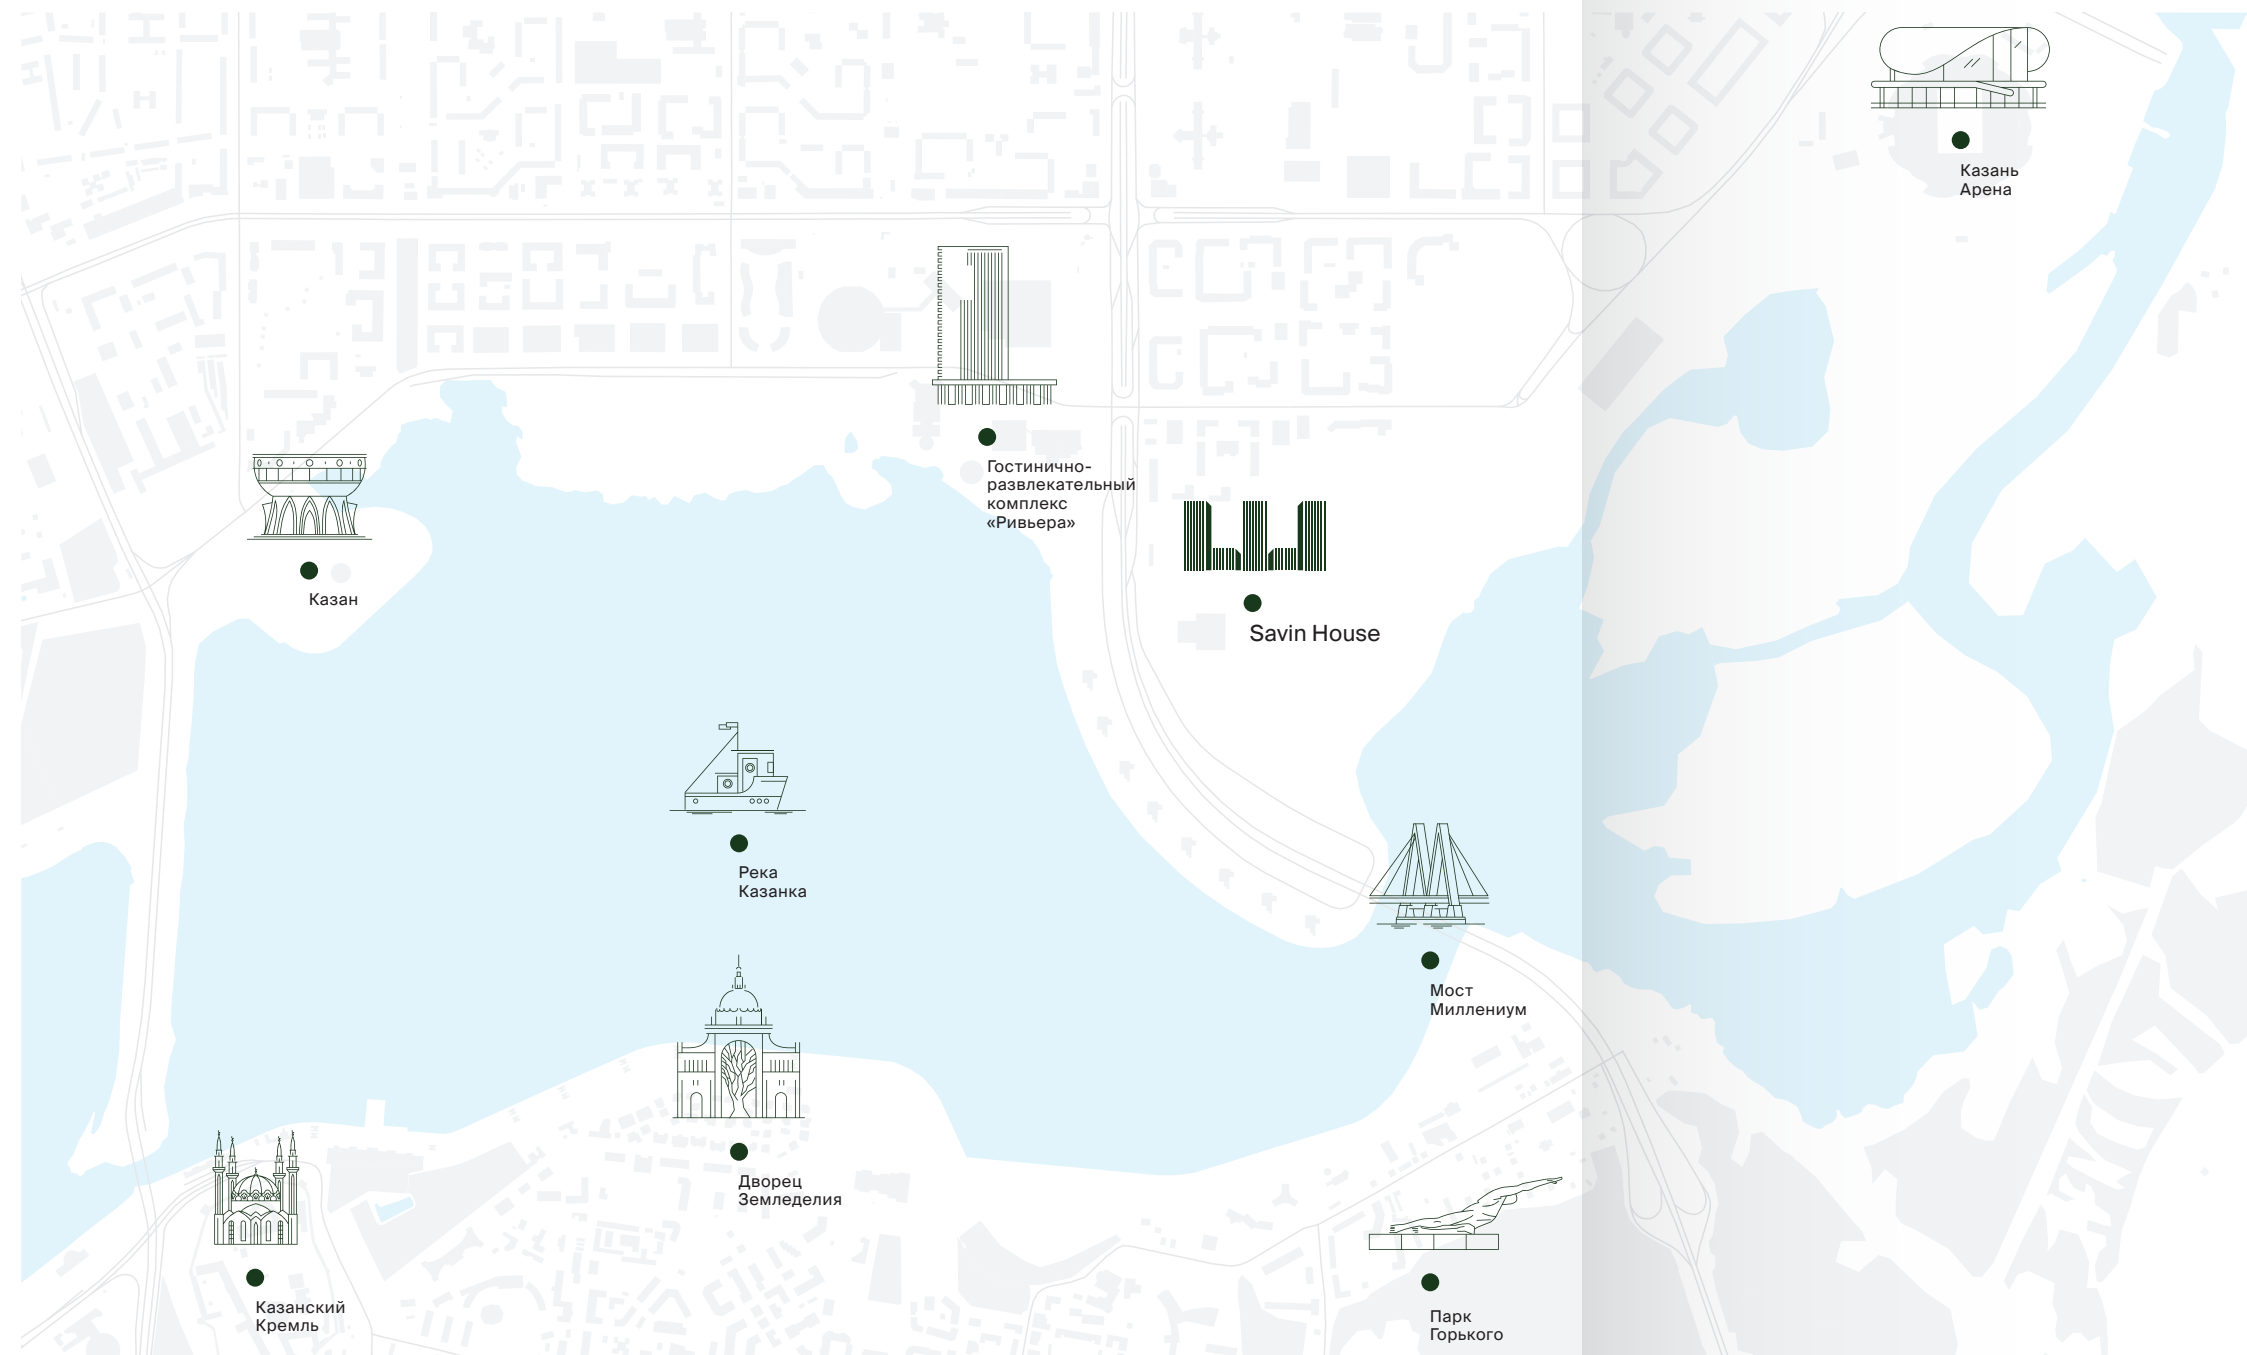 Казань
Арена
Гостинично-
развлекательный
комплекс
«Ривьера»
Казан
Savin House
Река
Казанка
Мост
Миллениум
Дворец
Земледелия
Казанский
Кремль
Парк
Горького